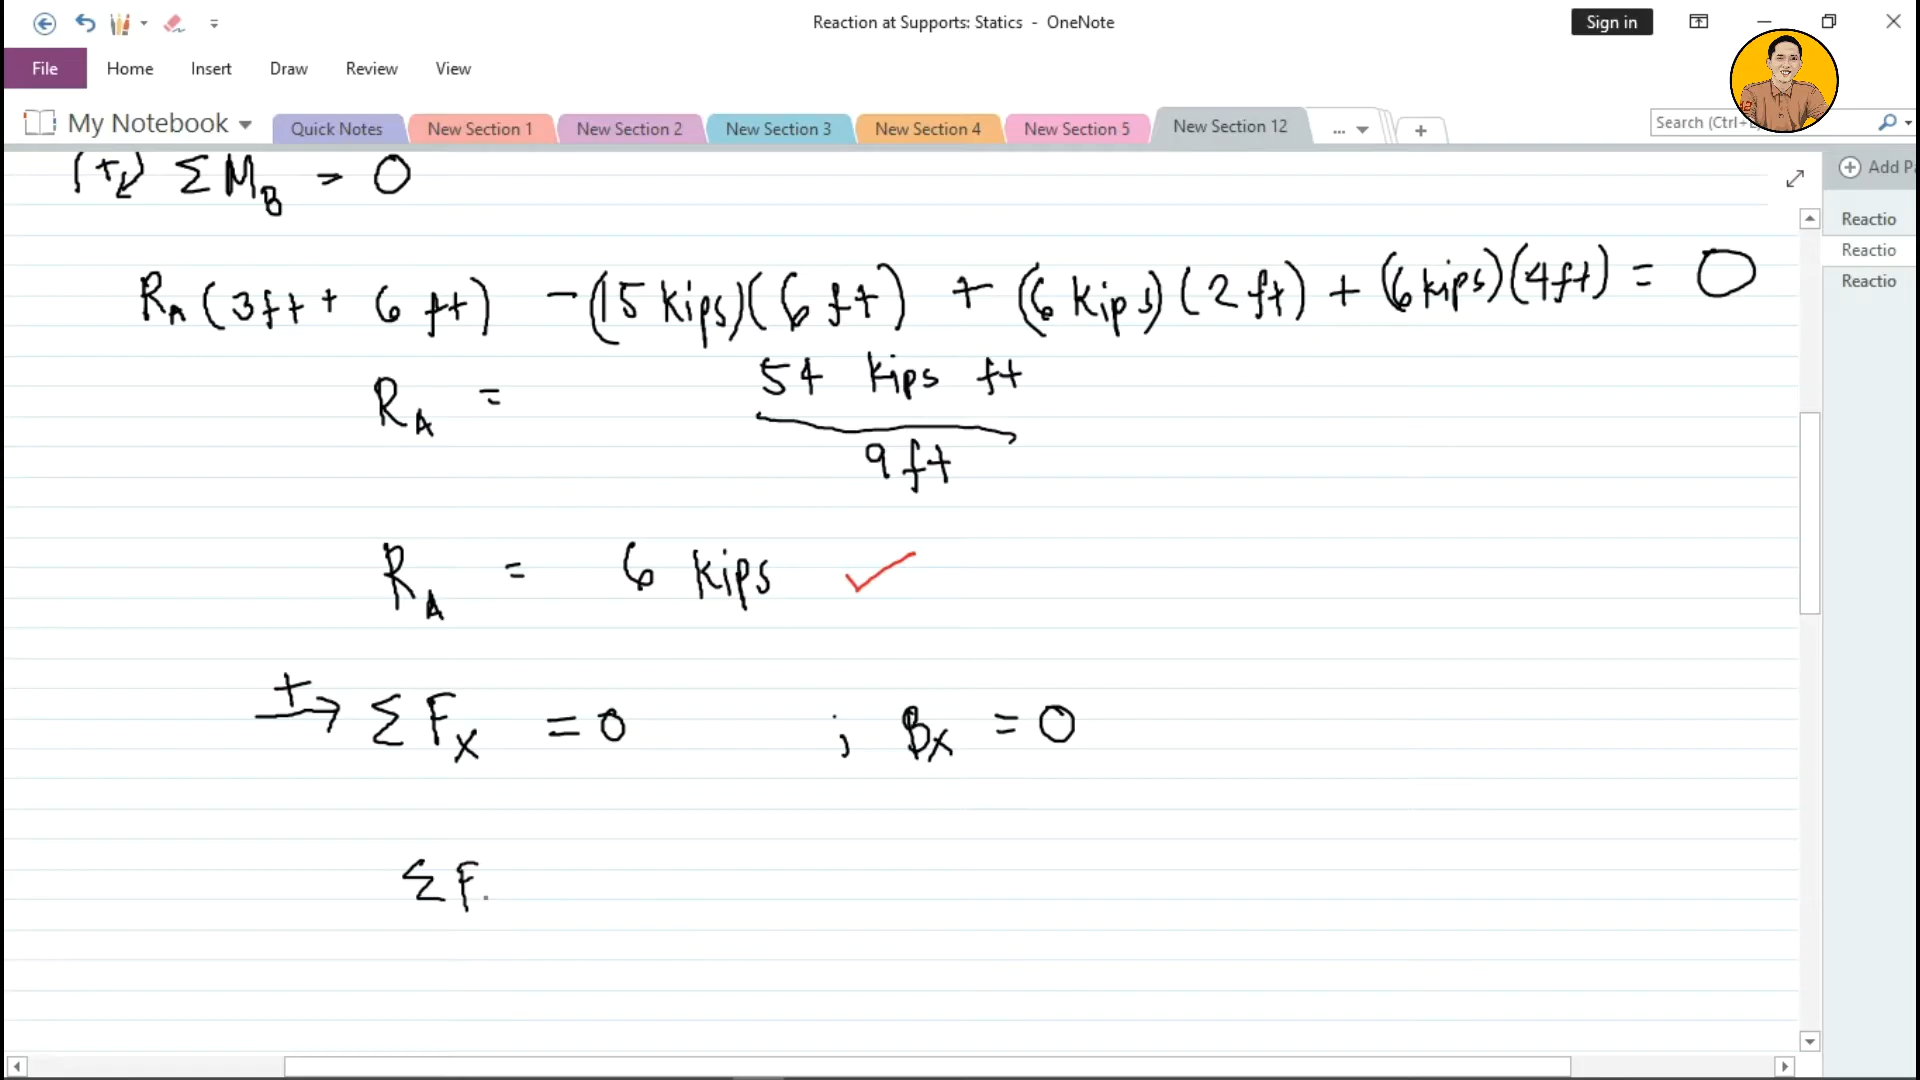 Reaction at Supports: Statics - OneNote
Sign in
File Home Insert Draw Review View
My Notebook
Quick Notes New Section 1 New Section 2 New Section 3 New Section 4 New Section 5 New Section 12 ... +
Search (Ctrl+
Add P
Reactio
Reactio
Reactio
(+) Σ M_B = 0
R_A (3ft + 6 ft) - (15 kips)(6 ft) + (6 kips)(2 ft) + (6 kips)(4ft) = 0
R_A = 54 kips ft
9 ft
R_A = 6 kips ✓
+→ Σ F_x = 0 ; B_x = 0
Σ F